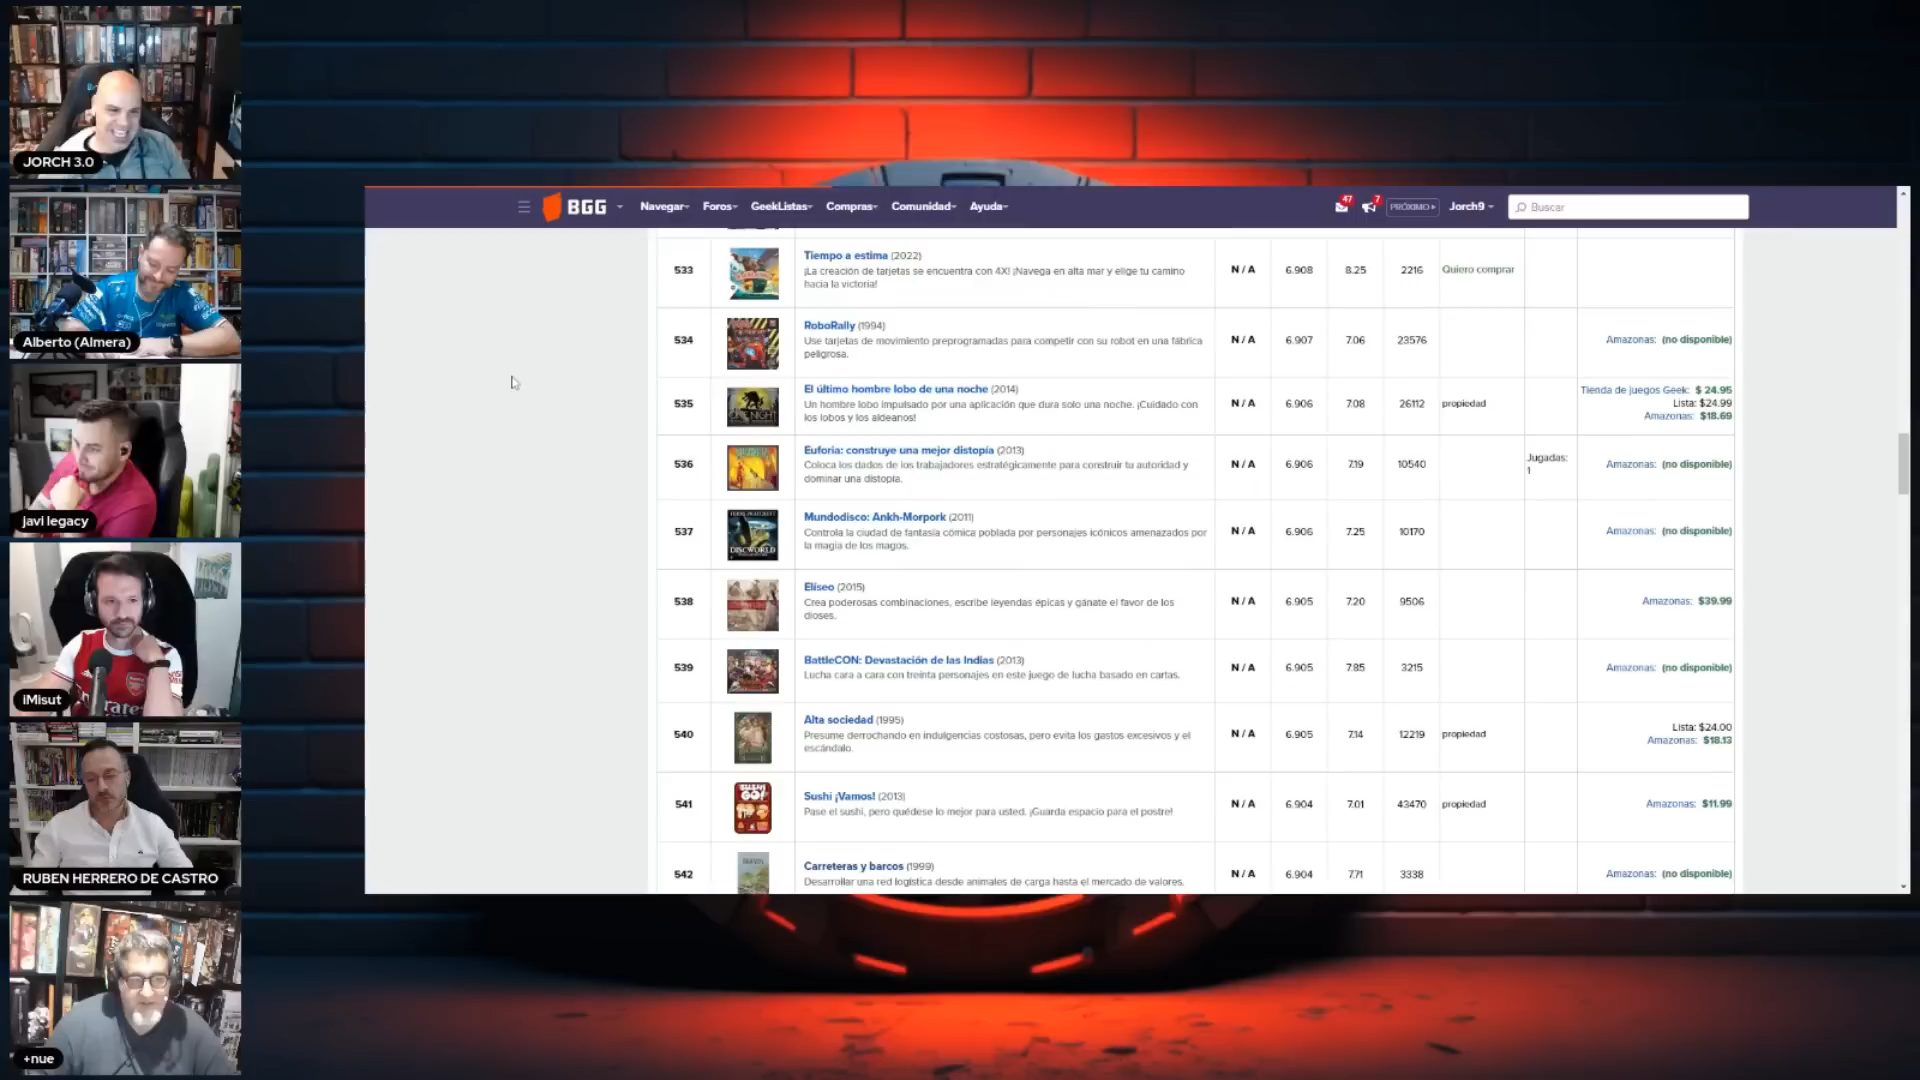 JORCH 3.0
Alberto (Almera)
javi legacy
iMisut
RUBEN HERRERO DE CASTRO
+nue
BGG
Navegar
Foros
GeekListas
Compras
Comunidad
Ayuda
47
7
PRÓXIMO
Jorch9
Buscar
533 Tiempo a estima (2022) N/A 6.908 8.25 2216 Quiero comprar
¡La creación de tarjetas se encuentra con 4X! ¡Navega en alta mar y elige tu camino
hacia la victoria!
534 RoboRally (1994) N/A 6.907 7.06 23576 Amazonas: (no disponible)
Use tarjetas de movimiento preprogramadas para competir con su robot en una fábrica
peligrosa.
535 El último hombre lobo de una noche (2014) N/A 6.906 7.08 26112 propiedad
Un hombre lobo impulsado por una aplicación que dura solo una noche. ¡Cuidado con
los lobos y los aldeanos!
Tienda de juegos Geek: $ 24.95
Lista: $24.99
Amazonas: $18.69
ONE NIGHT
536 Euforia: construye una mejor distopía (2013) N/A 6.906 7.19 10540 Jugadas: 1 Amazonas: (no disponible)
Coloca los dados de los trabajadores estratégicamente para construir tu autoridad y
dominar una distopía.
537 Mundodisco: Ankh-Morpork (2011) N/A 6.906 7.25 10170 Amazonas: (no disponible)
Controla la ciudad de fantasía cómica poblada por personajes icónicos amenazados por
la magia de los magos.
DISCWORLD
538 Elíseo (2015) N/A 6.905 7.20 9506 Amazonas: $39.99
Crea poderosas combinaciones, escribe leyendas épicas y gánate el favor de los
dioses.
539 BattleCON: Devastación de las Indias (2013) N/A 6.905 7.85 3215 Amazonas: (no disponible)
Lucha cara a cara con treinta personajes en este juego de lucha basado en cartas.
540 Alta sociedad (1995) N/A 6.905 7.14 12219 propiedad
Presume derrochando en indulgencias costosas, pero evita los gastos excesivos y el
escándalo.
Lista: $24.00
Amazonas: $18.13
541 Sushi ¡Vamos! (2013) N/A 6.904 7.01 43470 propiedad Amazonas: $11.99
Pase el sushi, pero quédese lo mejor para usted. ¡Guarda espacio para el postre!
SUSHI
GO!
542 Carreteras y barcos (1999) N/A 6.904 7.71 3338 Amazonas: (no disponible)
Desarrollar una red logística desde animales de carga hasta el mercado de valores.